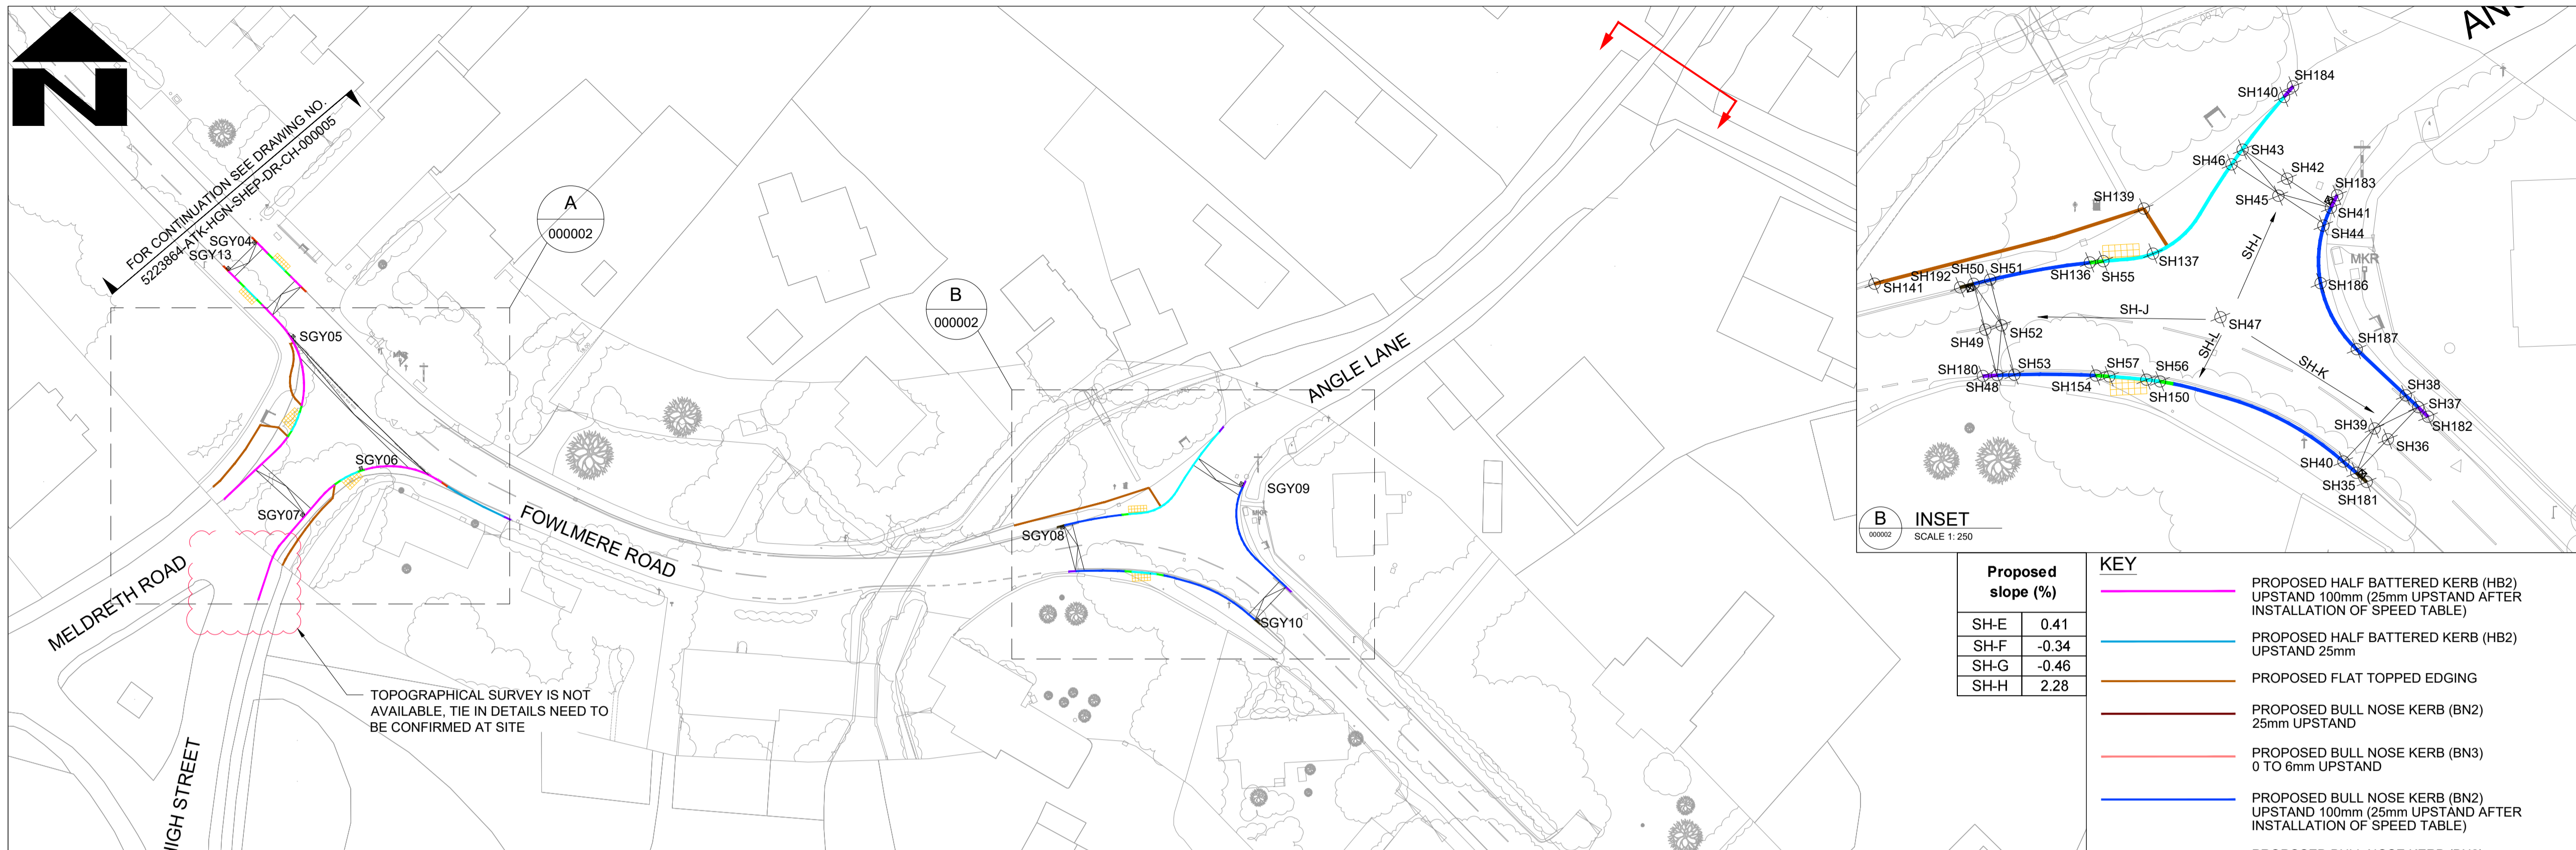 N
FOR CONTINUATION SEE DRAWING NO.
5223864-ATK-HGN-SHEP-DR-CH-000005
SGY04
SGY13
SGY05
SGY06
SGY07
A
000002
B
000002
MELDRETH ROAD
FOWLMERE ROAD
ANGLE LANE
HIGH STREET
SGY08
SGY09
MKR
SGY10
TOPOGRAPHICAL SURVEY IS NOT
AVAILABLE, TIE IN DETAILS NEED TO
BE CONFIRMED AT SITE
SH184
SH140
SH43
SH46
SH42
SH45
SH183
SH41
SH44
SH139
SH-I
MKR
SH50
SH51
SH192
SH141
SH136
SH55
SH137
SH186
SH-J
SH47
SH52
SH49
SH-L
SH187
SH-K
SH180
SH48
SH53
SH57
SH56
SH154
SH150
SH38
SH37
SH182
SH39
SH36
SH40
SH35
SH181
B
000002
INSET
SCALE 1: 250
Proposed
slope (%)
SH-E 0.41
SH-F -0.34
SH-G -0.46
SH-H 2.28
KEY
PROPOSED HALF BATTERED KERB (HB2)
UPSTAND 100mm (25mm UPSTAND AFTER
INSTALLATION OF SPEED TABLE)
PROPOSED HALF BATTERED KERB (HB2)
UPSTAND 25mm
PROPOSED FLAT TOPPED EDGING
PROPOSED BULL NOSE KERB (BN2)
25mm UPSTAND
PROPOSED BULL NOSE KERB (BN3)
0 TO 6mm UPSTAND
PROPOSED BULL NOSE KERB (BN2)
UPSTAND 100mm (25mm UPSTAND AFTER
INSTALLATION OF SPEED TABLE)